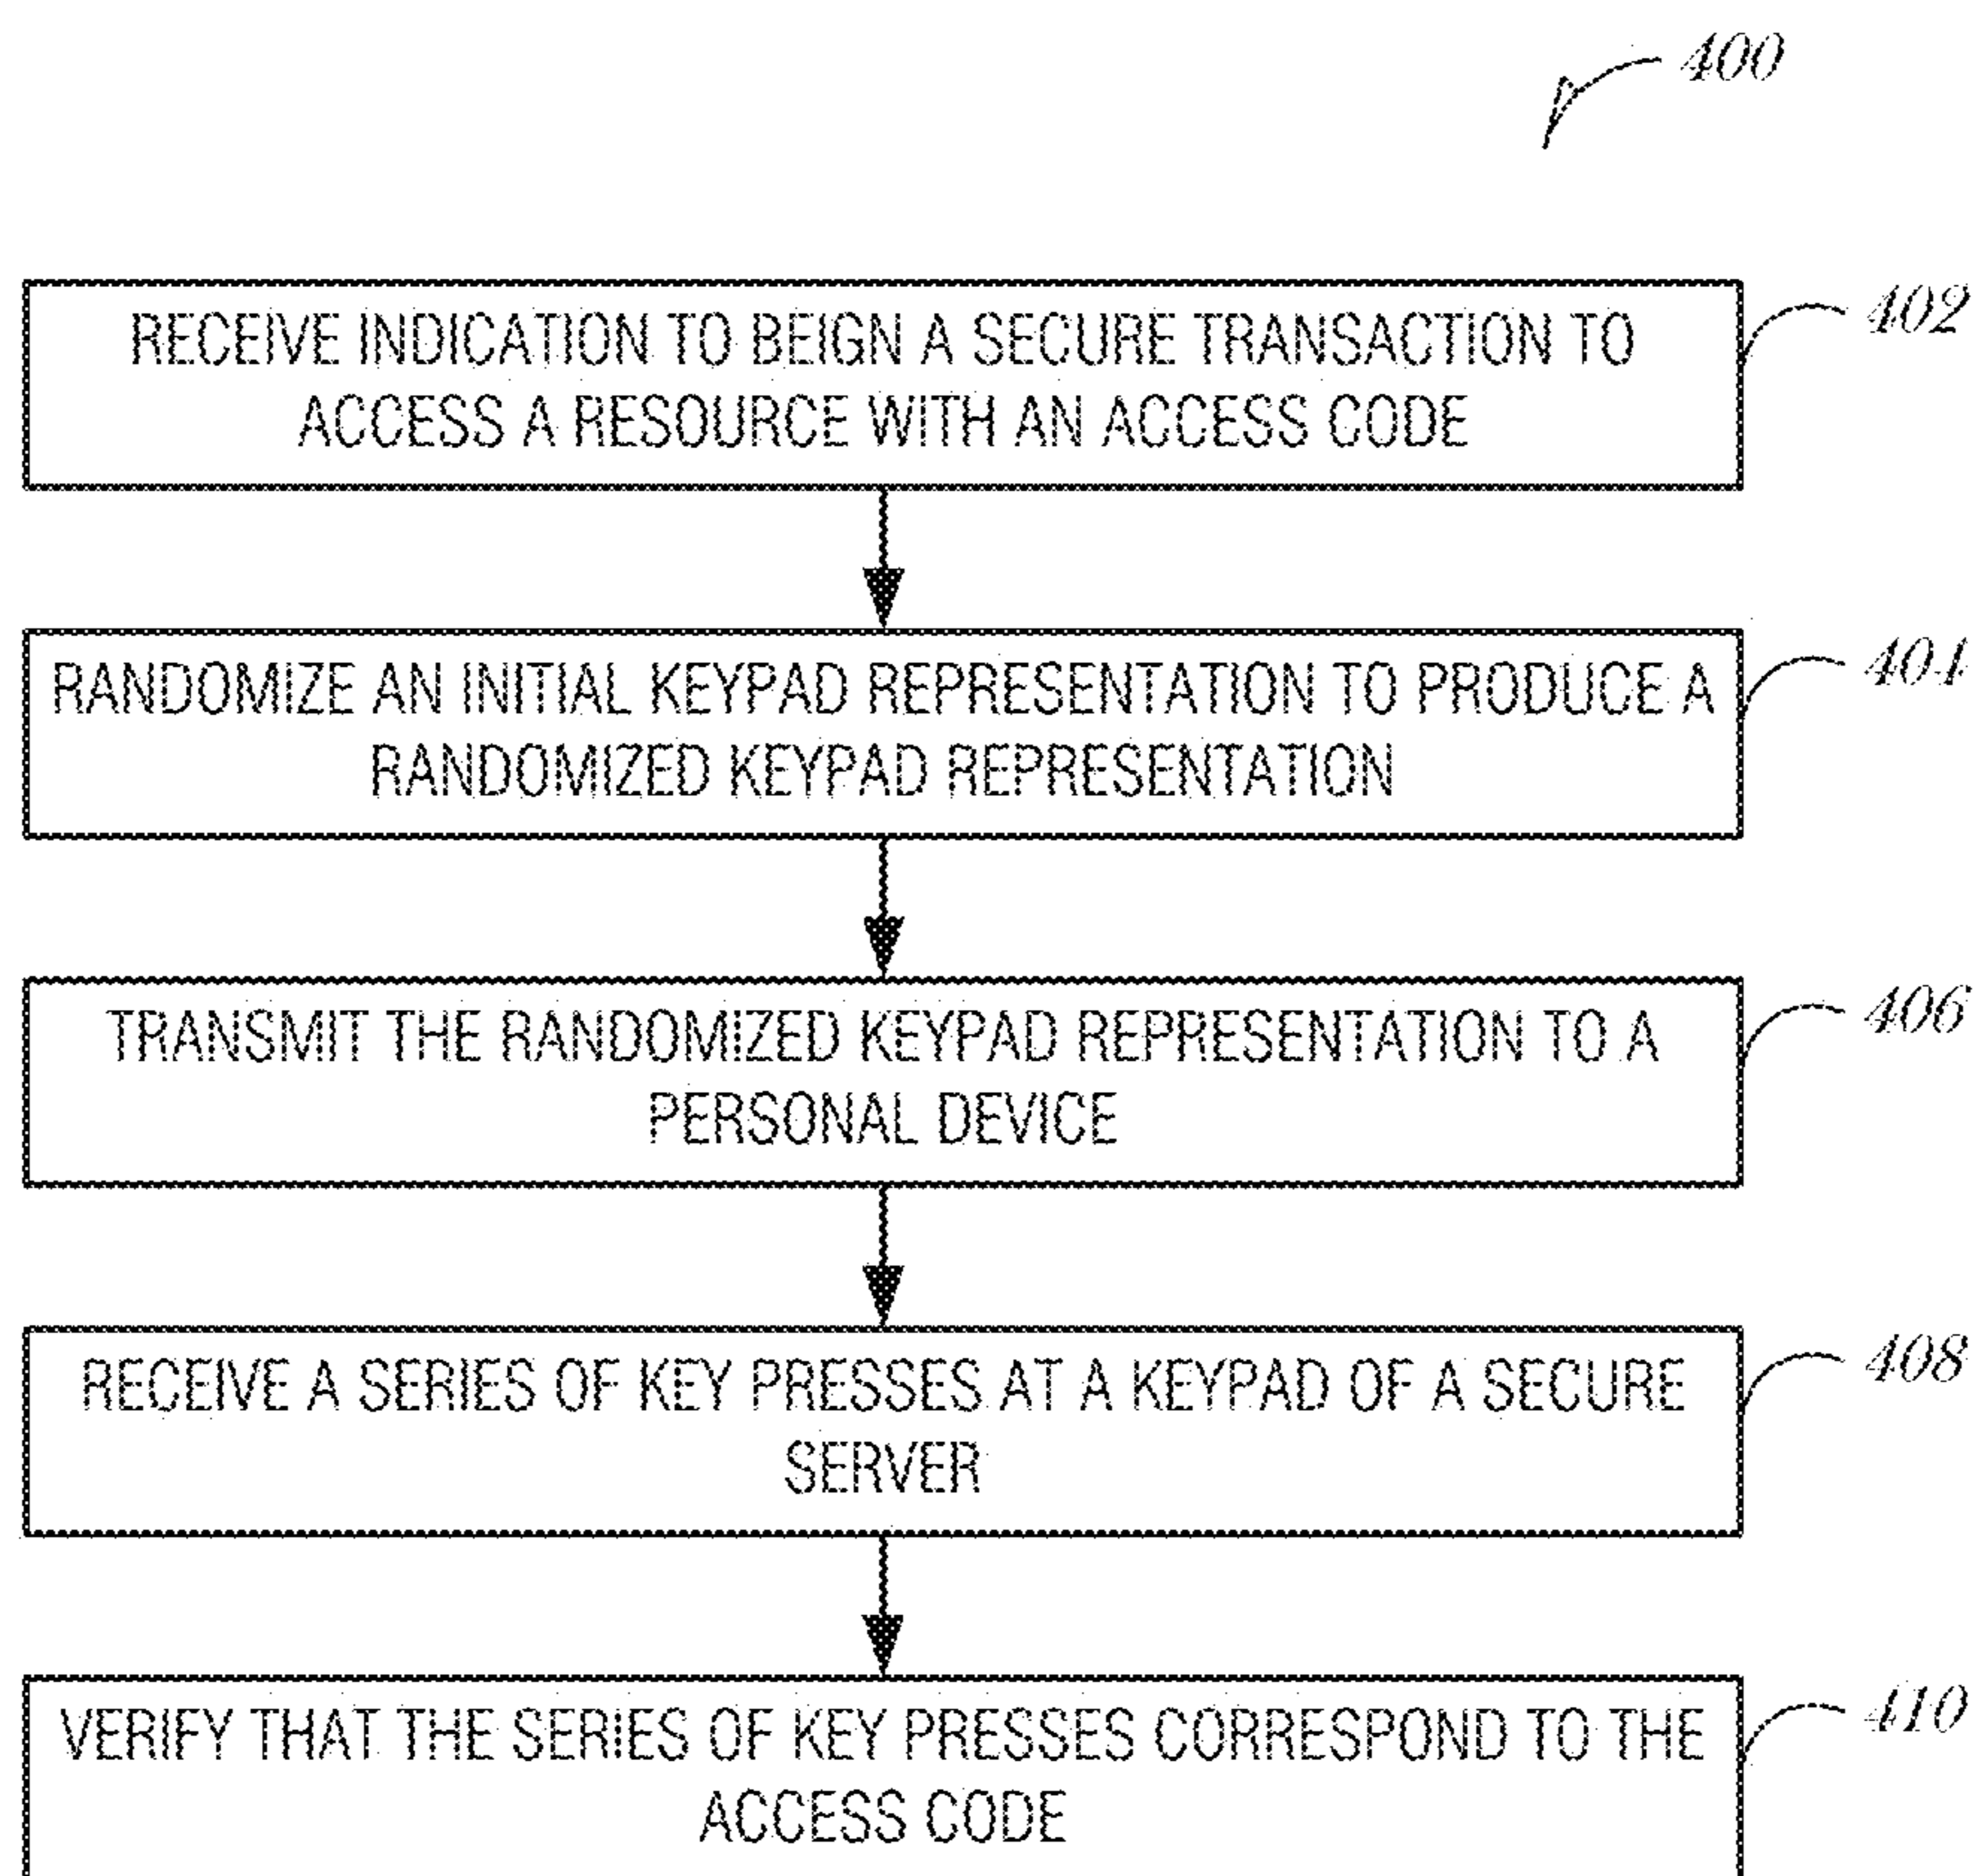 400
RECEIVE INDICATION TO BEIGN A SECURE TRANSACTION TO
ACCESS A RESOURCE WITH AN ACCESS CODE
402
RANDOMIZE AN INITIAL KEYPAD REPRESENTATION TO PRODUCE A
RANDOMIZED KEYPAD REPRESENTATION
404
TRANSMIT THE RANDOMIZED KEYPAD REPRESENTATION TO A
PERSONAL DEVICE
406
RECEIVE A SERIES OF KEY PRESSES AT A KEYPAD OF A SECURE
SERVER
408
VERIFY THAT THE SERIES OF KEY PRESSES CORRESPOND TO THE
ACCESS CODE
410